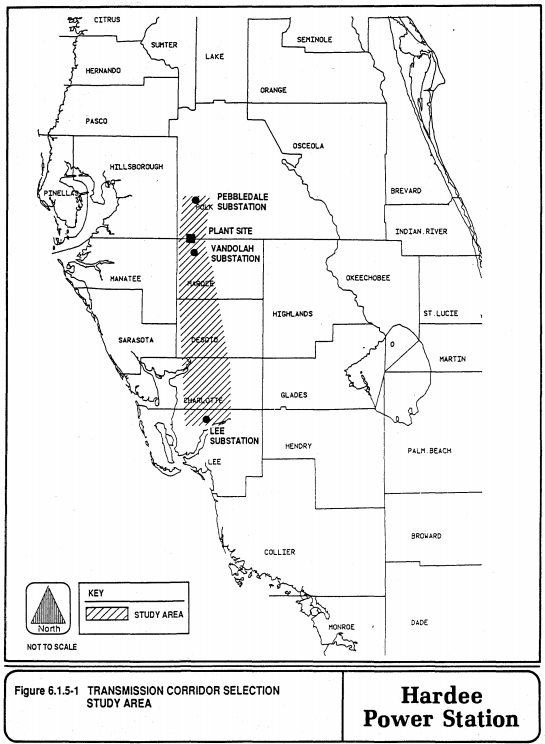 CITRUS
SUMTER
SEMINOLE
LAKE
HERNANDO
ORANGE
PASCO
OSCEOLA
HILLSBOROUGH
PINELLAS
BREVARD
POLK
PEBBLEDALE
SUBSTATION
PLANT SITE
INDIAN.RIVER
VANDOLAH
SUBSTATION
MANATEE
OKEECHOBEE
HIGHLANDS
ST.LUCIE
SARASOTA
DESOTO
MARTIN
CHARLOTTE
GLADES
LEE
SUBSTATION
HENDRY
PALM.BEACH
LEE
BROWARD
COLLIER
KEY
STUDY AREA
North
MONROE
DADE
NOT TO SCALE
Figure 6.1.5-1 TRANSMISSION CORRIDOR SELECTION
STUDY AREA
Hardee
Power Station